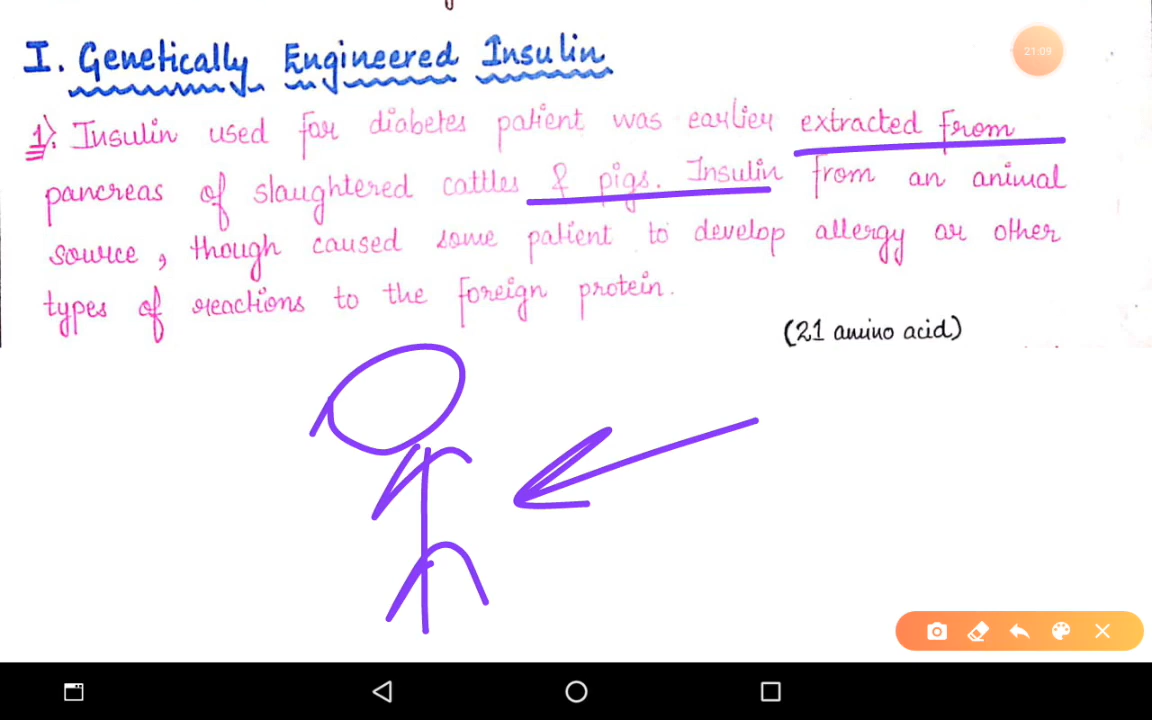 21:09
I. Genetically Engineered Insulin
1). Insulin used for diabetes patient was earlier extracted from
pancreas of slaughtered cattles & pigs. Insulin from an animal
source, though caused some patient to develop allergy or other
types of reactions to the foreign protein.
(21 amino acid)